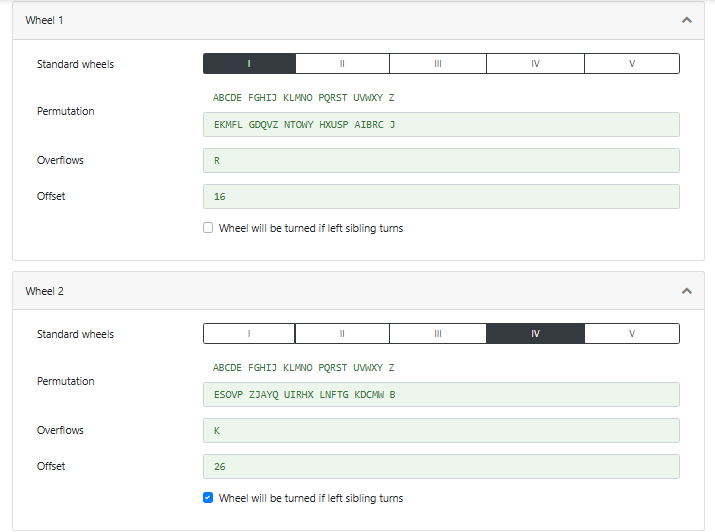 Wheel 1
Standard wheels I II III IV V
ABCDE FGHIJ KLMNO PQRST UVWXY Z
Permutation
EKMFL GDQVZ NTOWY HXUSP AIBRC J
Overflows R
Offset 16
Wheel will be turned if left sibling turns
Wheel 2
Standard wheels I II III IV V
ABCDE FGHIJ KLMNO PQRST UVWXY Z
Permutation
ESOVP ZJAYQ UIRHX LNFTG KDCMW B
Overflows K
Offset 26
Wheel will be turned if left sibling turns